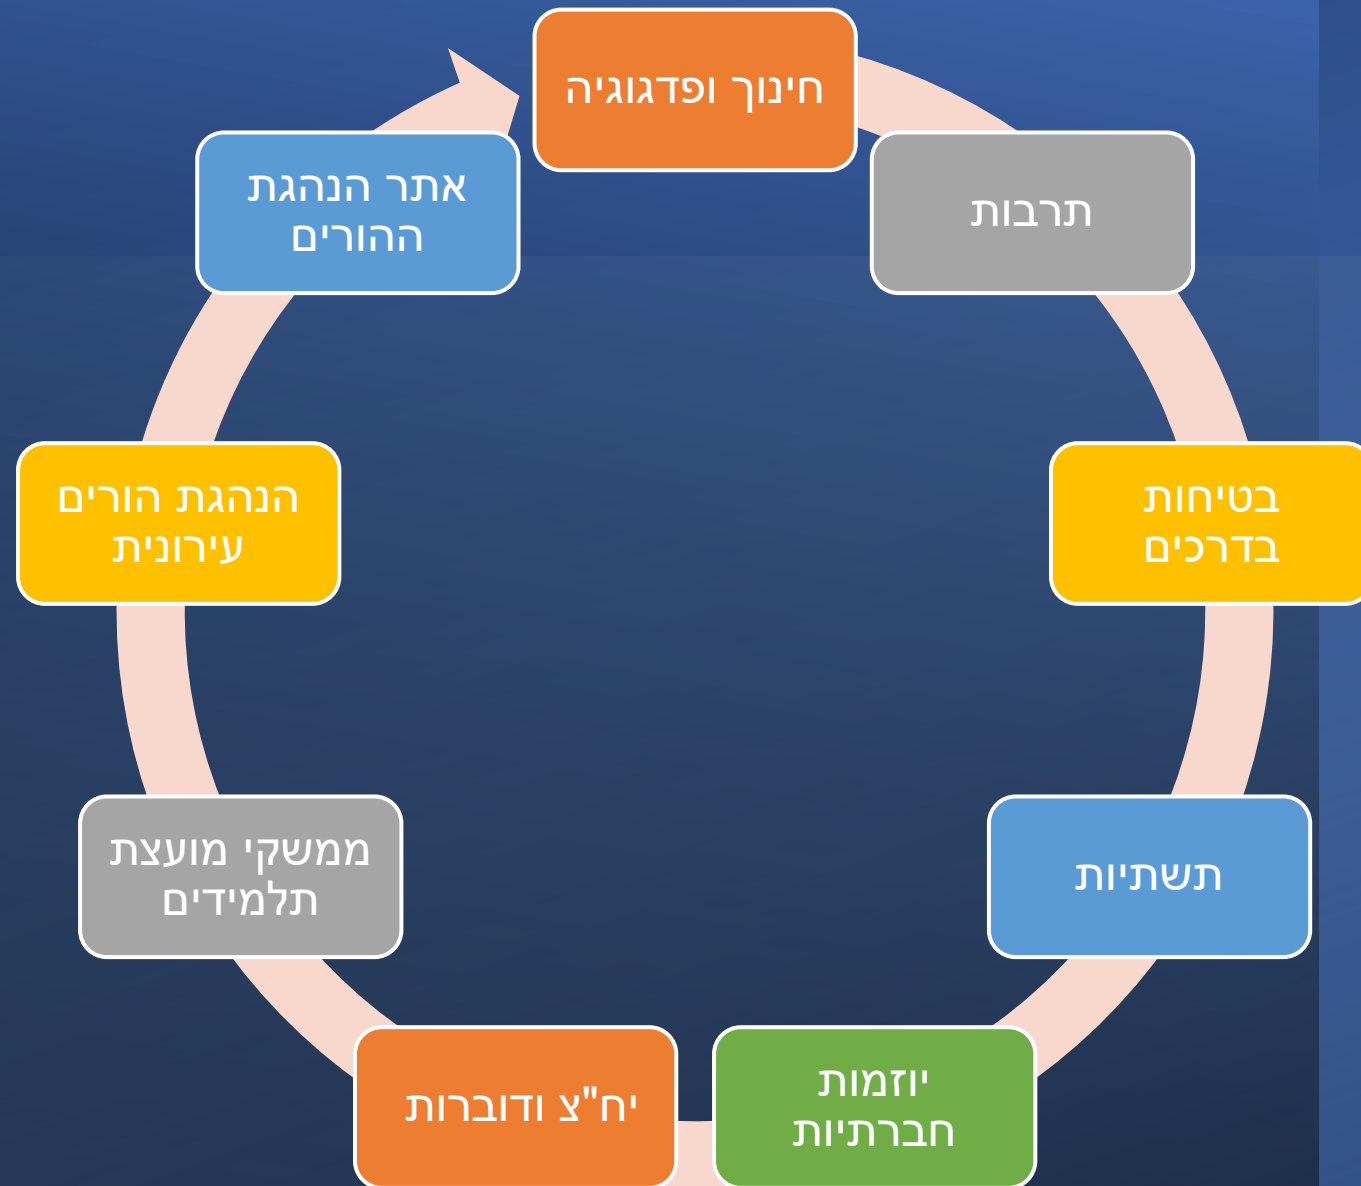 חינוך ופדגוגיה
תרבות
בטיחות
בדרכים
תשתיות
יוזמות
חברתיות
יח"צ ודוברות
ממשקי מועצת
תלמידים
הנהגת הורים
עירונית
אתר הנהגת
ההורים